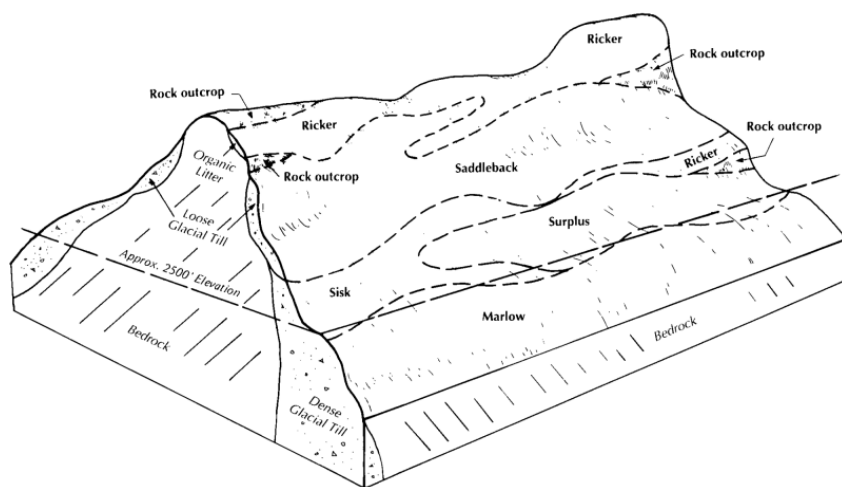 Ricker
Rock outcrop
Rock outcrop
Ricker
Organic
Litter
Rock outcrop
Saddleback
Ricker
Rock outcrop
Loose
Glacial Till
Surplus
Approx. 2500' Elevation
Sisk
Marlow
Bedrock
Bedrock
Dense
Glacial Till